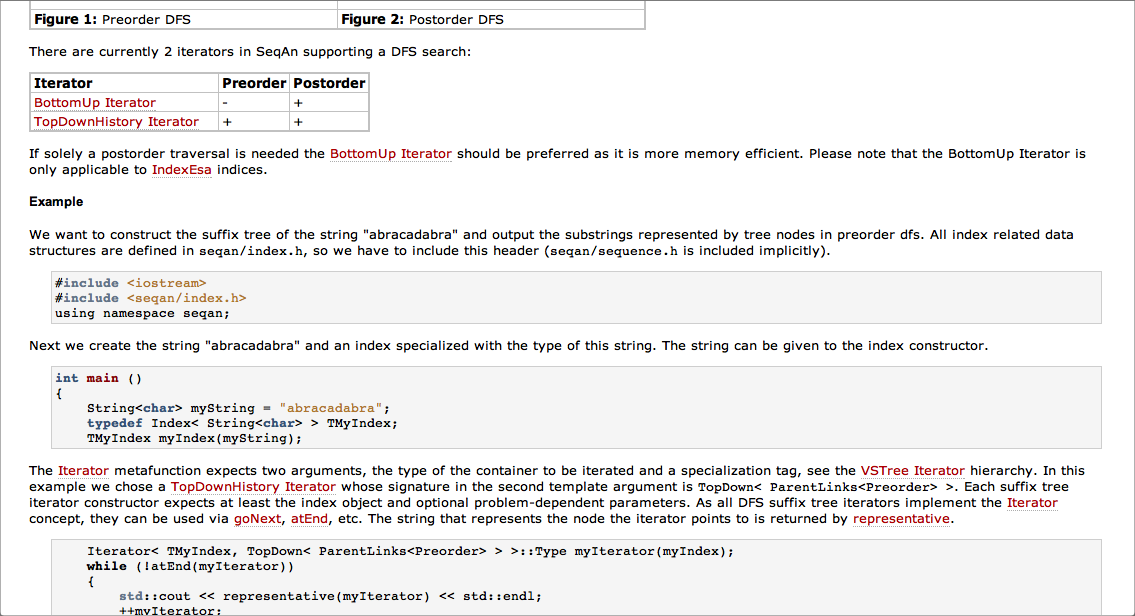 Figure 1: Preorder DFS Figure 2: Postorder DFS
There are currently 2 iterators in SeqAn supporting a DFS search:
Iterator Preorder Postorder
BottomUp Iterator - +
TopDownHistory Iterator + +
If solely a postorder traversal is needed the BottomUp Iterator should be preferred as it is more memory efficient. Please note that the BottomUp Iterator is
only applicable to IndexEsa indices.
Example
We want to construct the suffix tree of the string "abracadabra" and output the substrings represented by tree nodes in preorder dfs. All index related data
structures are defined in seqan/index.h, so we have to include this header (seqan/sequence.h is included implicitly).
#include <iostream>
#include <seqan/index.h>
using namespace seqan;
Next we create the string "abracadabra" and an index specialized with the type of this string. The string can be given to the index constructor.
int main ()
{
    String<char> myString = "abracadabra";
    typedef Index< String<char> > TMyIndex;
    TMyIndex myIndex(myString);
The Iterator metafunction expects two arguments, the type of the container to be iterated and a specialization tag, see the VSTree Iterator hierarchy. In this
example we chose a TopDownHistory Iterator whose signature in the second template argument is TopDown< ParentLinks<Preorder> >. Each suffix tree
iterator constructor expects at least the index object and optional problem-dependent parameters. As all DFS suffix tree iterators implement the Iterator
concept, they can be used via goNext, atEnd, etc. The string that represents the node the iterator points to is returned by representative.
    Iterator< TMyIndex, TopDown< ParentLinks<Preorder> > >::Type myIterator(myIndex);
    while (!atEnd(myIterator))
    {
        std::cout << representative(myIterator) << std::endl;
        ++myIterator;